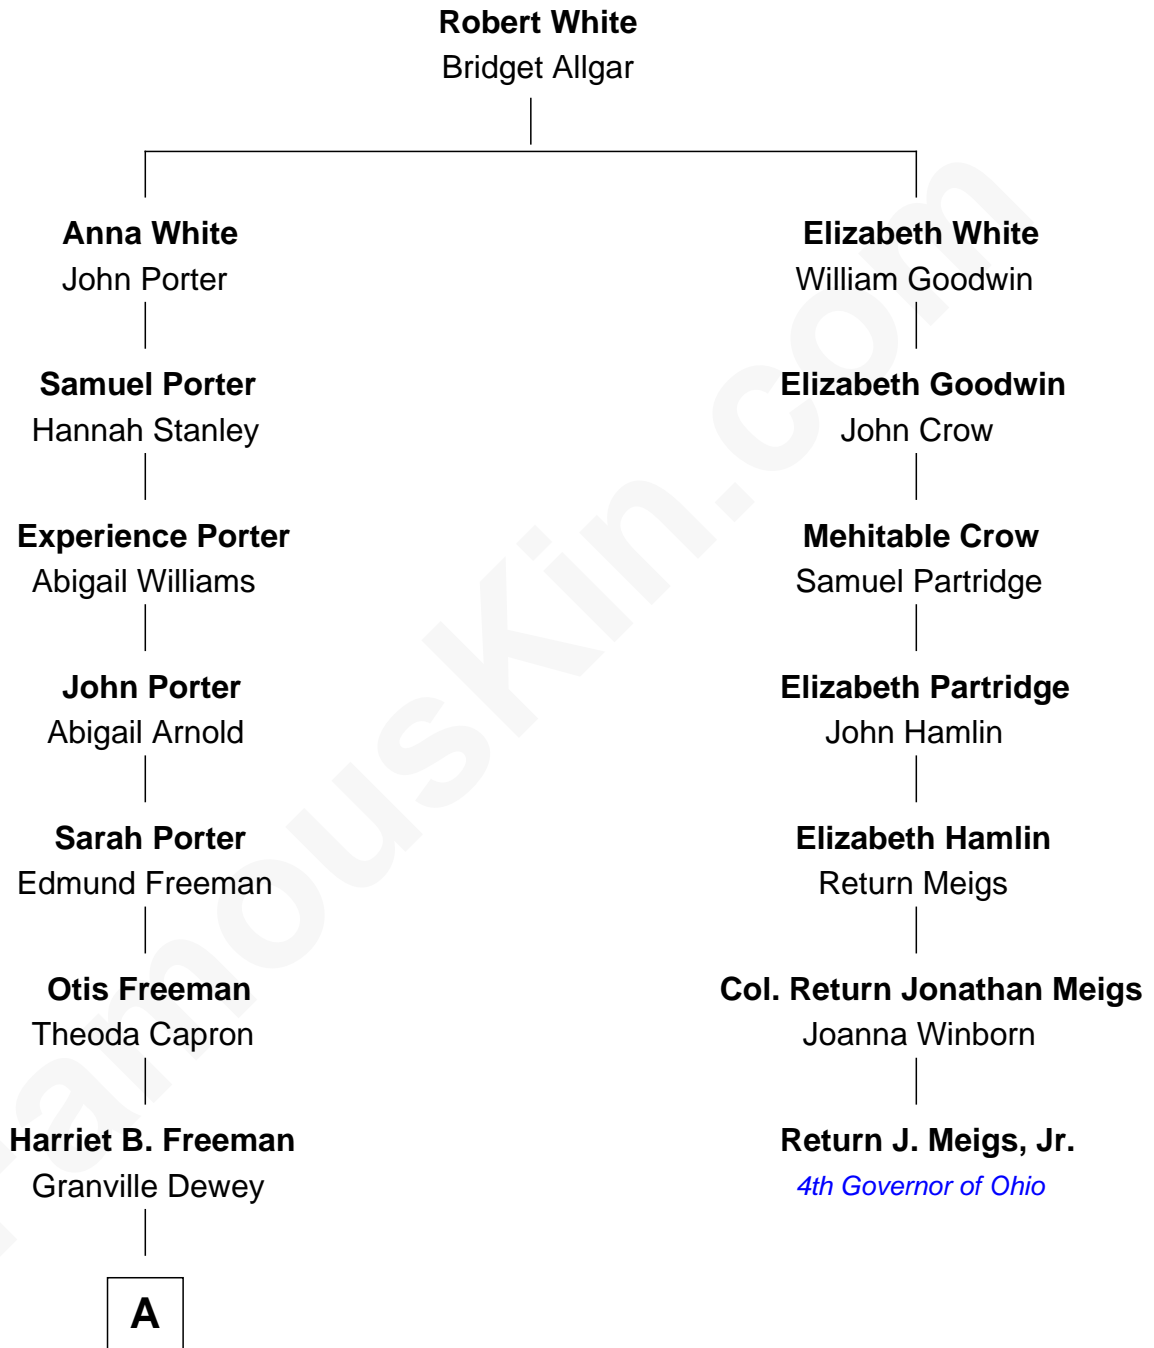 Robert White
Bridget Allgar
Anna White
John Porter
Elizabeth White
William Goodwin
Samuel Porter
Hannah Stanley
Elizabeth Goodwin
John Crow
Experience Porter
Abigail Williams
Mehitable Crow
Samuel Partridge
John Porter
Abigail Arnold
Elizabeth Partridge
John Hamlin
Sarah Porter
Edmund Freeman
Elizabeth Hamlin
Return Meigs
Otis Freeman
Theoda Capron
Col. Return Jonathan Meigs
Joanna Winborn
Harriet B. Freeman
Granville Dewey
Return J. Meigs, Jr.
4th Governor of Ohio
A
FamousKin.com